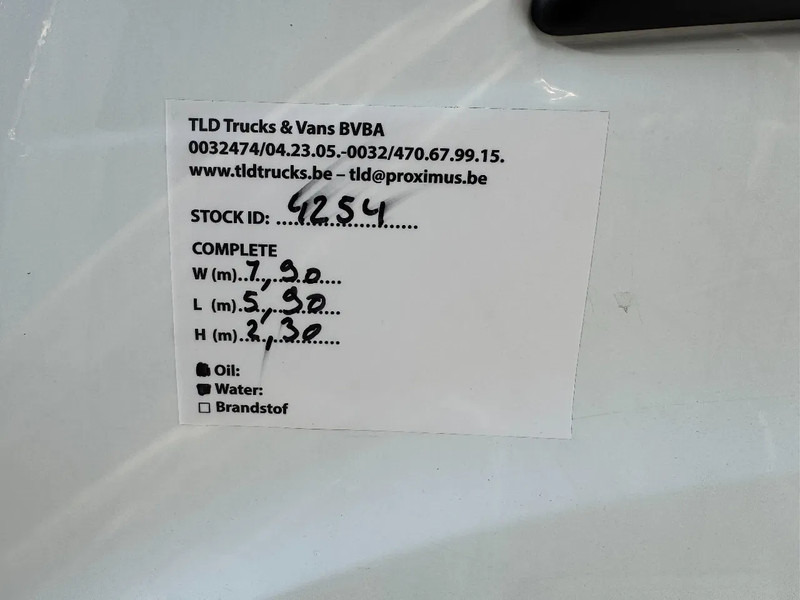 TLD Trucks & Vans BVBA
0032474/04.23.05.-0032/470.67.99.15.
www.tldtrucks.be – tld@proximus.be
STOCK ID: 4254
COMPLETE
W (m) 1,90
L (m) 5,90
H (m) 2,30
Oil:
Water:
Brandstof